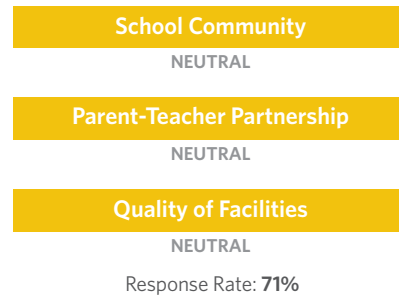 School Community
NEUTRAL
Parent-Teacher Partnership
NEUTRAL
Quality of Facilities
NEUTRAL
Response Rate: 71%